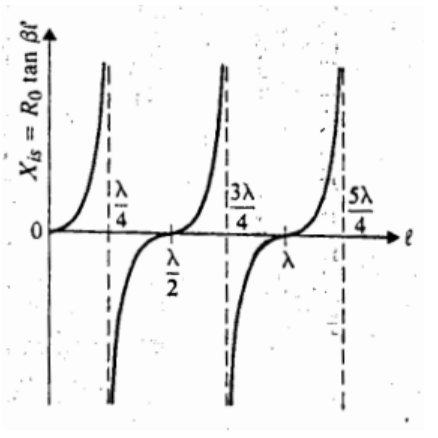 X_is = R_0 tan βℓ
λ/4
3λ/4
5λ/4
0
ℓ
λ/2
λ